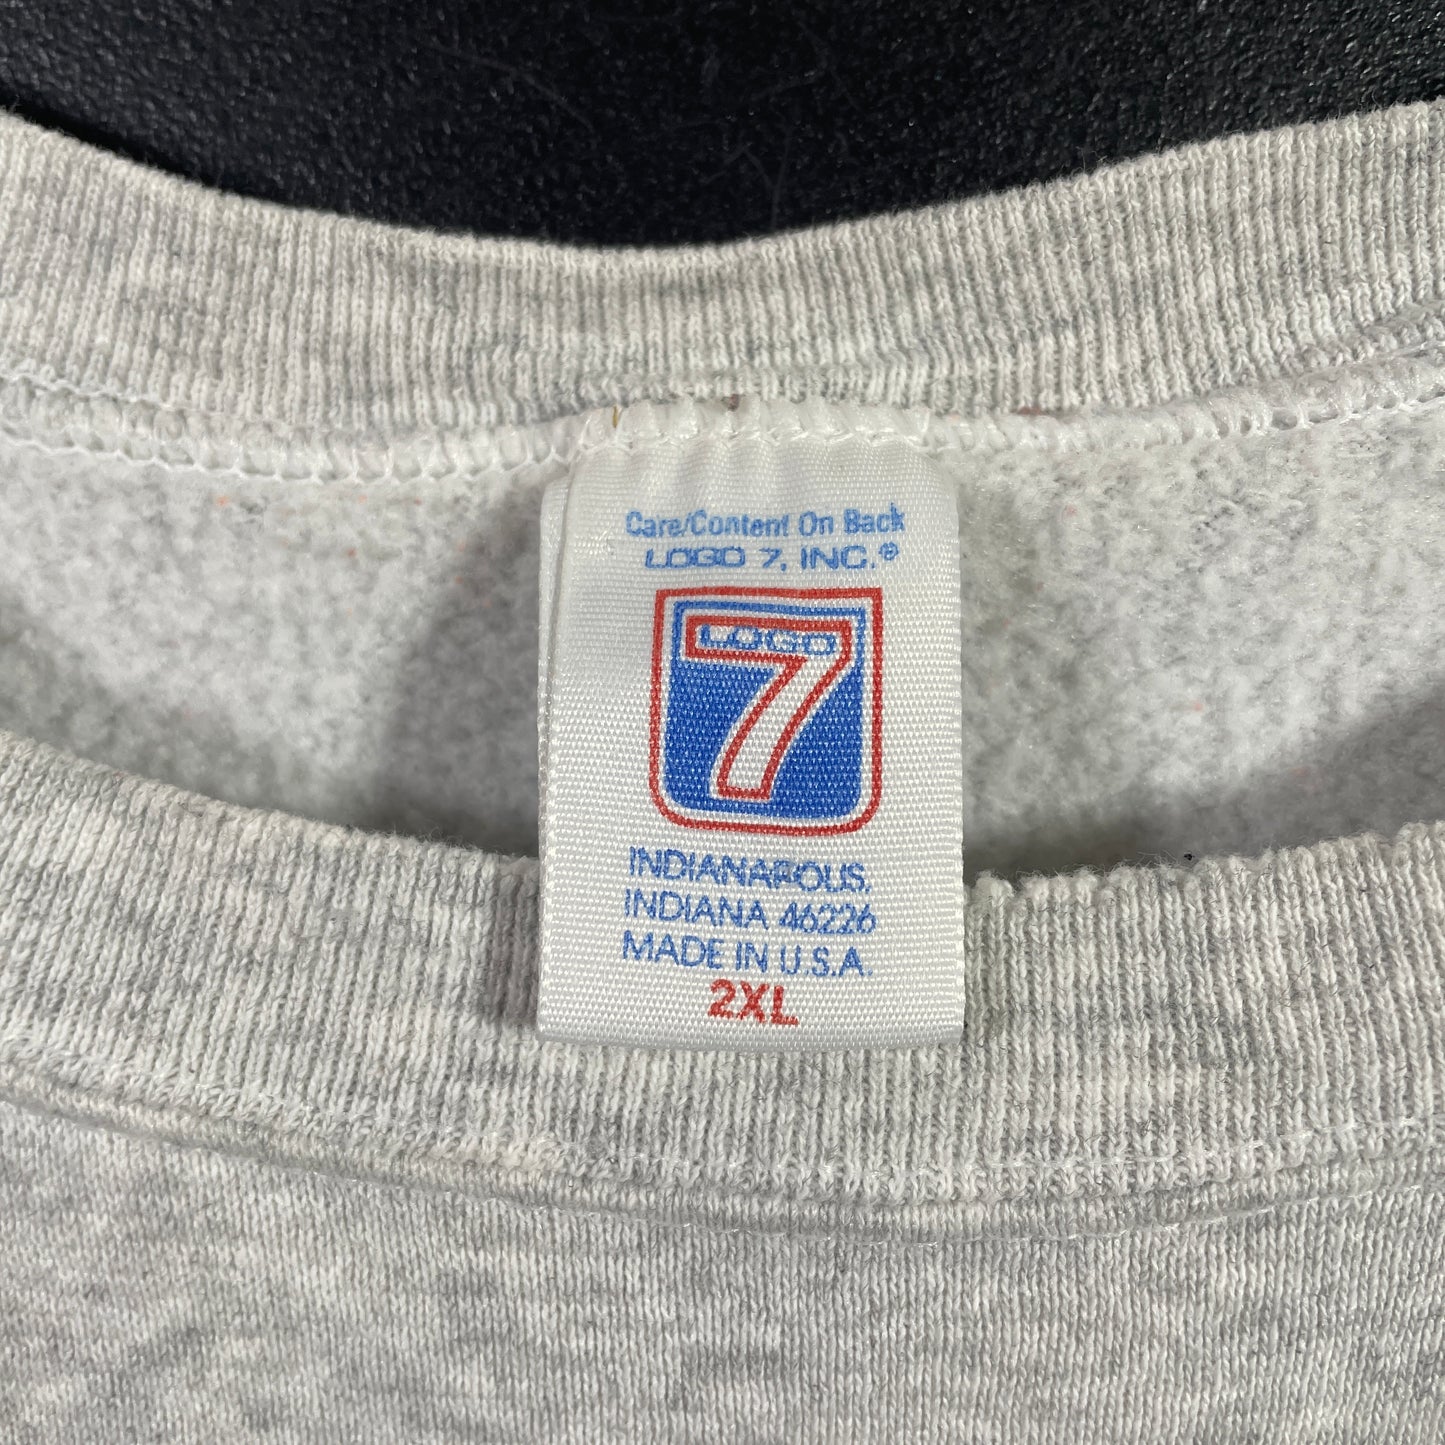 Care/Content On Back
LOGO 7, INC.®
LOGO
7
INDIANAPOLIS,
INDIANA 46226
MADE IN U.S.A.
2XL